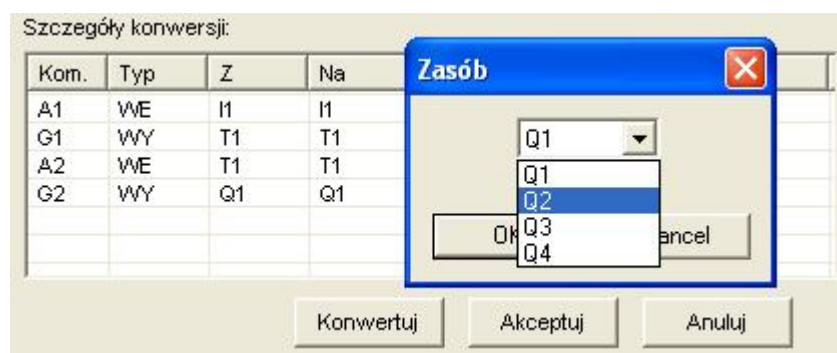 Szczegóły konwersji:
Kom. Typ Z Na
A1 WE I1 I1
G1 WY T1 T1
A2 WE T1 T1
G2 WY Q1 Q1
Zasób
Q1
Q1
Q2
Q3
Q4
OK
ancel
Konwertuj Akceptuj Anuluj